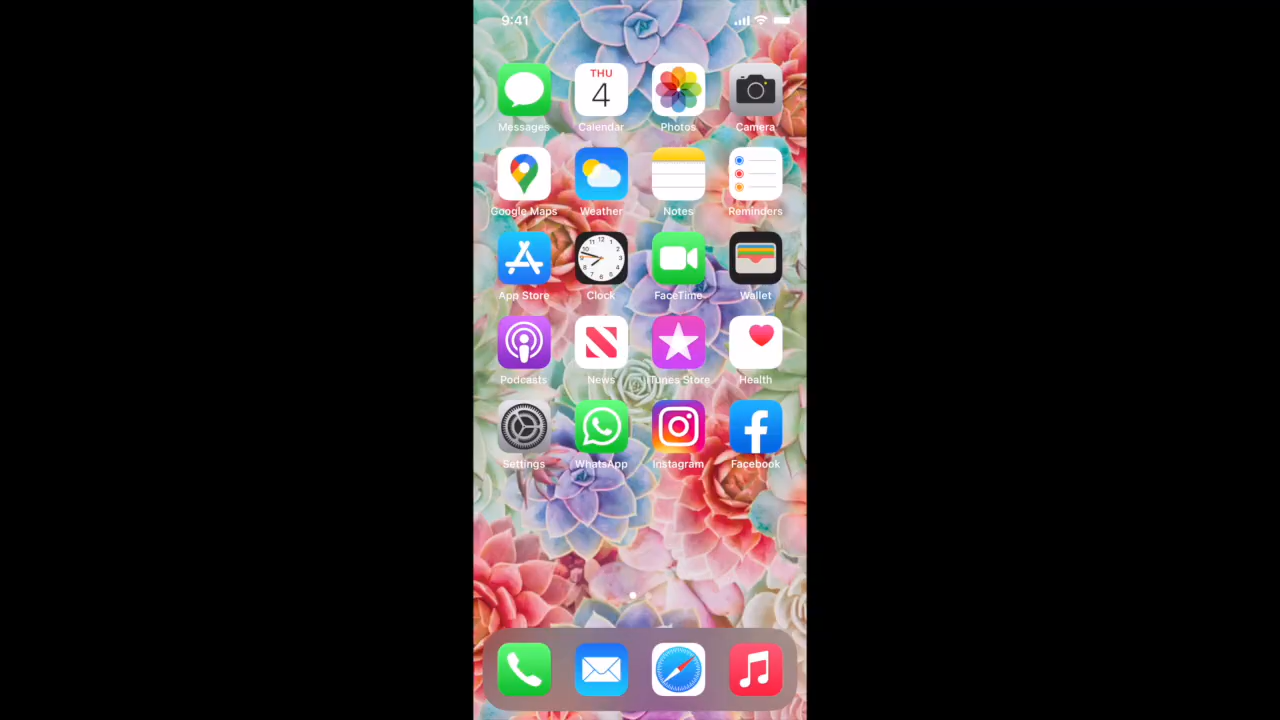 9:41
THU
4
Messages Calendar Photos Camera
Google Maps Weather Notes Reminders
App Store Clock FaceTime Wallet
Podcasts News iTunes Store Health
Settings WhatsApp Instagram Facebook